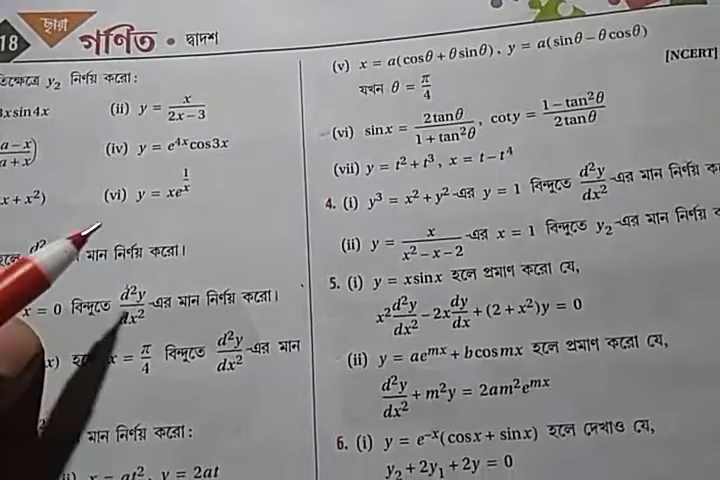 18
ছায়া
গণিত • দ্বাদশ
y₂ নির্ণয় করো:
xsin4x
(ii) y = x/(2x−3)
(a−x)/(a+x))
(iv) y = e^(4x)cos3x
x + x²)
(vi) y = xe^(1/x)
মান নির্ণয় করো।
x = 0 বিন্দুতে d²y/dx² -এর মান নির্ণয় করো।
x = π/4 বিন্দুতে d²y/dx² -এর মান
মান নির্ণয় করো:
x = at², y = 2at
(v) x = a(cosθ + θsinθ), y = a(sinθ − θcosθ)
যখন θ = π/4
[NCERT]
(vi) sinx = 2tanθ/(1+tan²θ), coty = (1−tan²θ)/2tanθ
(vii) y = t² + t³, x = t − t⁴
4. (i) y³ = x² + y² -এর y = 1 বিন্দুতে d²y/dx² -এর মান নির্ণয়
(ii) y = x/(x²−x−2) -এর x = 1 বিন্দুতে y₂ -এর মান নির্ণয়
5. (i) y = xsinx হলে প্রমাণ করো যে,
x² d²y/dx² − 2x dy/dx + (2 + x²)y = 0
(ii) y = ae^(mx) + bcosmx হলে প্রমাণ করো যে,
d²y/dx² + m²y = 2am²e^(mx)
6. (i) y = e^(−x)(cosx + sinx) হলে দেখাও যে,
y₂ + 2y₁ + 2y = 0